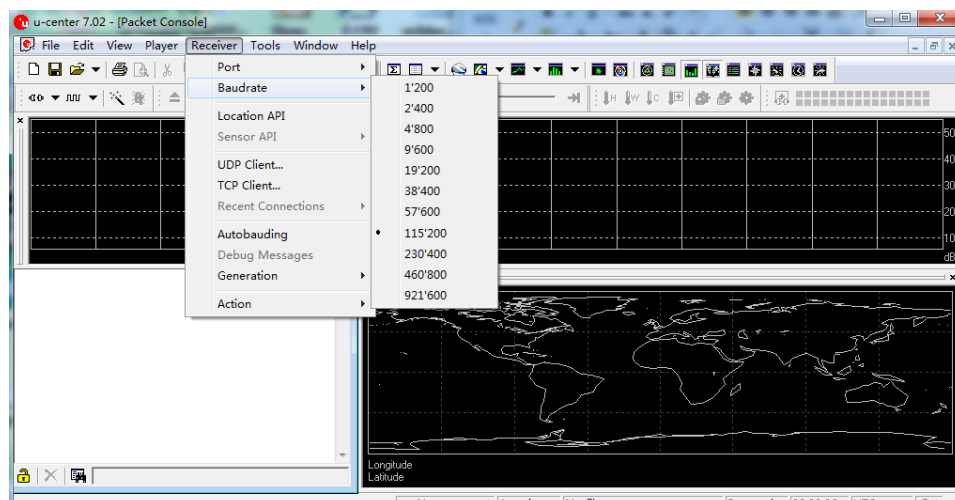 u-center 7.02 - [Packet Console]
File Edit View Player Receiver Tools Window Help
Port
Baudrate
Location API
Sensor API
UDP Client...
TCP Client...
Recent Connections
Autobauding
Debug Messages
Generation
Action
1'200
2'400
4'800
9'600
19'200
38'400
57'600
115'200
230'400
460'800
921'600
50
40
30
20
10
dB
Longitude
Latitude